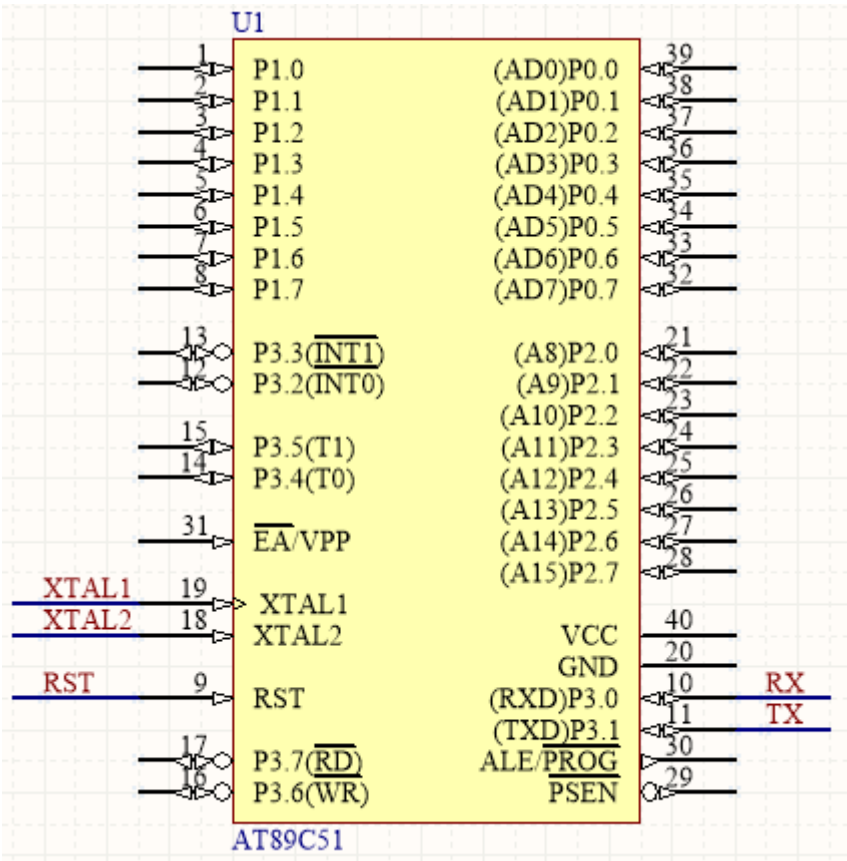 U1
1 P1.0 (AD0)P0.0 39
2 P1.1 (AD1)P0.1 38
3 P1.2 (AD2)P0.2 37
4 P1.3 (AD3)P0.3 36
5 P1.4 (AD4)P0.4 35
6 P1.5 (AD5)P0.5 34
7 P1.6 (AD6)P0.6 33
8 P1.7 (AD7)P0.7 32
13 P3.3(INT1) (A8)P2.0 21
12 P3.2(INT0) (A9)P2.1 22
(A10)P2.2 23
15 P3.5(T1) (A11)P2.3 24
14 P3.4(T0) (A12)P2.4 25
(A13)P2.5 26
31 EA/VPP (A14)P2.6 27
(A15)P2.7 28
XTAL1 19 XTAL1
XTAL2 18 XTAL2 VCC 40
GND 20
RST 9 RST (RXD)P3.0 10 RX
(TXD)P3.1 11 TX
17 P3.7(RD) ALE/PROG 30
16 P3.6(WR) PSEN 29
AT89C51